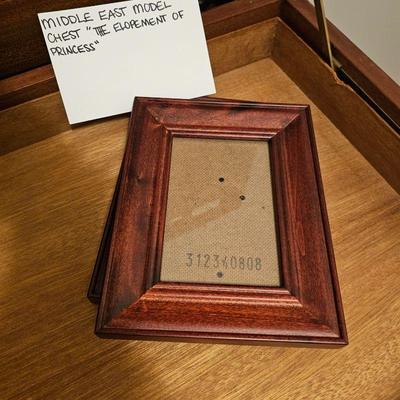 MIDDLE EAST MODEL
CHEST "THE ELOPEMENT OF
PRINCESS"
312340808